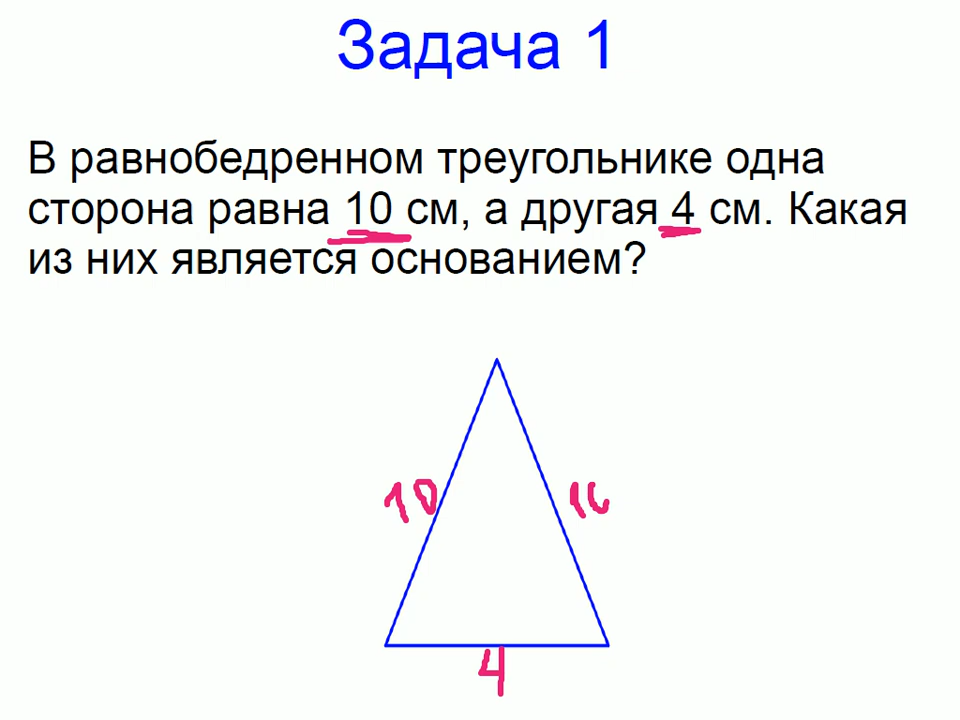 Задача 1
В равнобедренном треугольнике одна
сторона равна 10 см, а другая 4 см. Какая
из них является основанием?
10 10
4